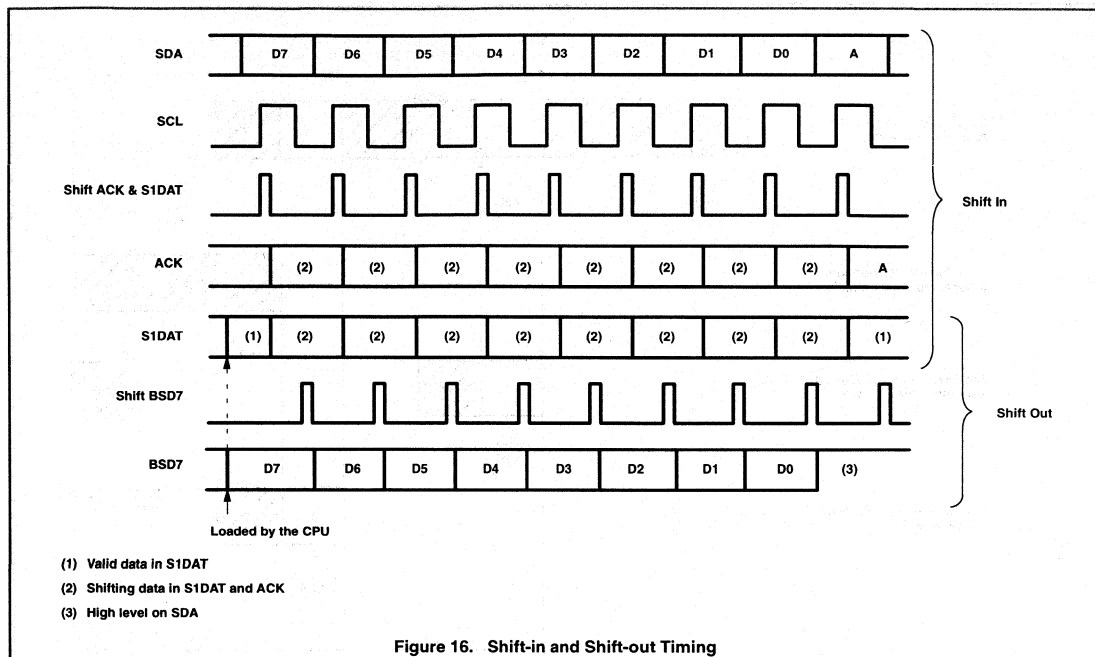 SDA D7 D6 D5 D4 D3 D2 D1 D0 A
SCL
Shift ACK & S1DAT
Shift In
ACK (2) (2) (2) (2) (2) (2) (2) (2) A
S1DAT (1) (2) (2) (2) (2) (2) (2) (2) (2) (1)
Shift BSD7
Shift Out
BSD7 D7 D6 D5 D4 D3 D2 D1 D0 (3)
Loaded by the CPU
(1) Valid data in S1DAT
(2) Shifting data in S1DAT and ACK
(3) High level on SDA
Figure 16. Shift-in and Shift-out Timing